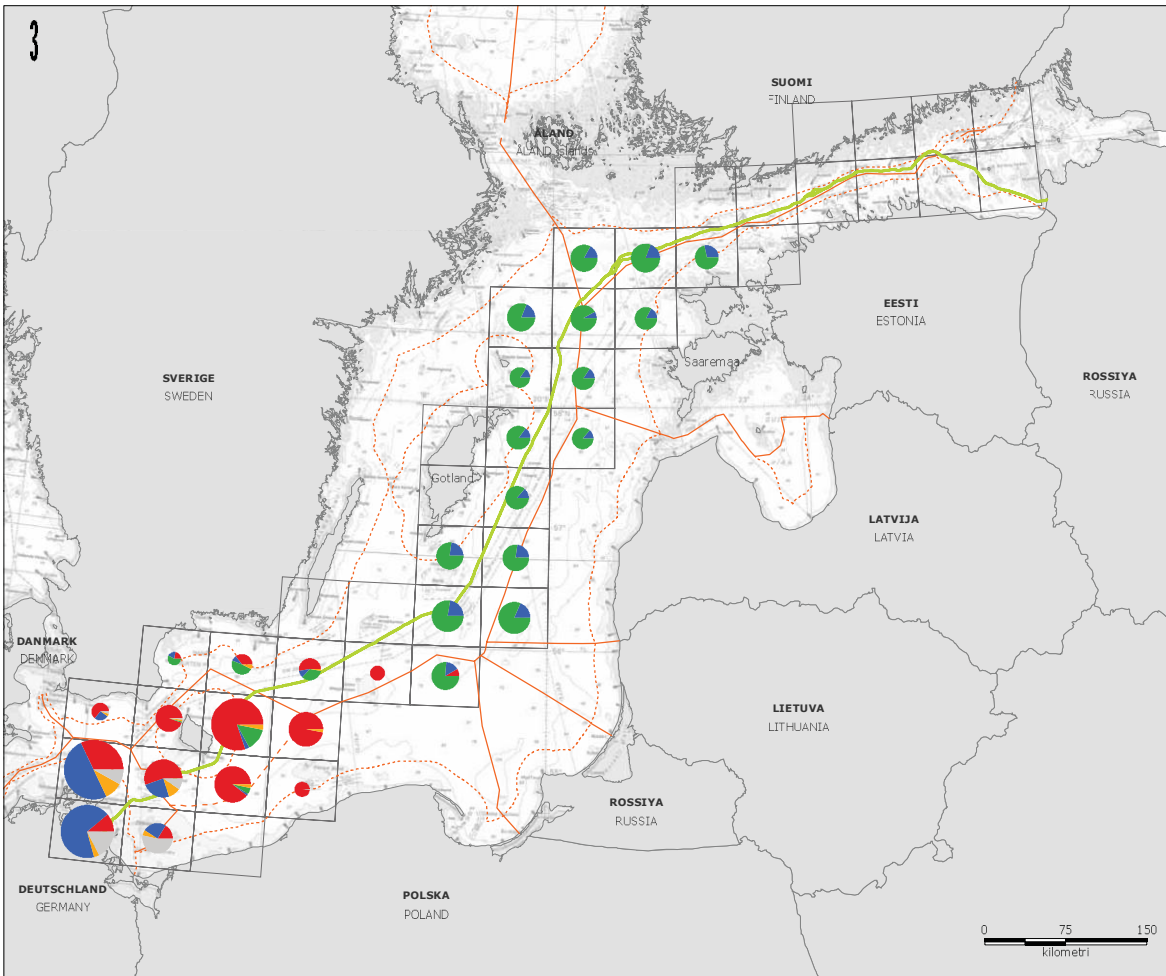 3
SUOMI
FINLAND
ÅLAND
ÅLAND Islands
EESTI
ESTONIA
Saaremaa
SVERIGE
SWEDEN
ROSSIYA
RUSSIA
Gotland
LATVIJA
LATVIA
DANMARK
DENMARK
LIETUVA
LITHUANIA
ROSSIYA
RUSSIA
DEUTSCHLAND
GERMANY
POLSKA
POLAND
0 75 150
kilometri